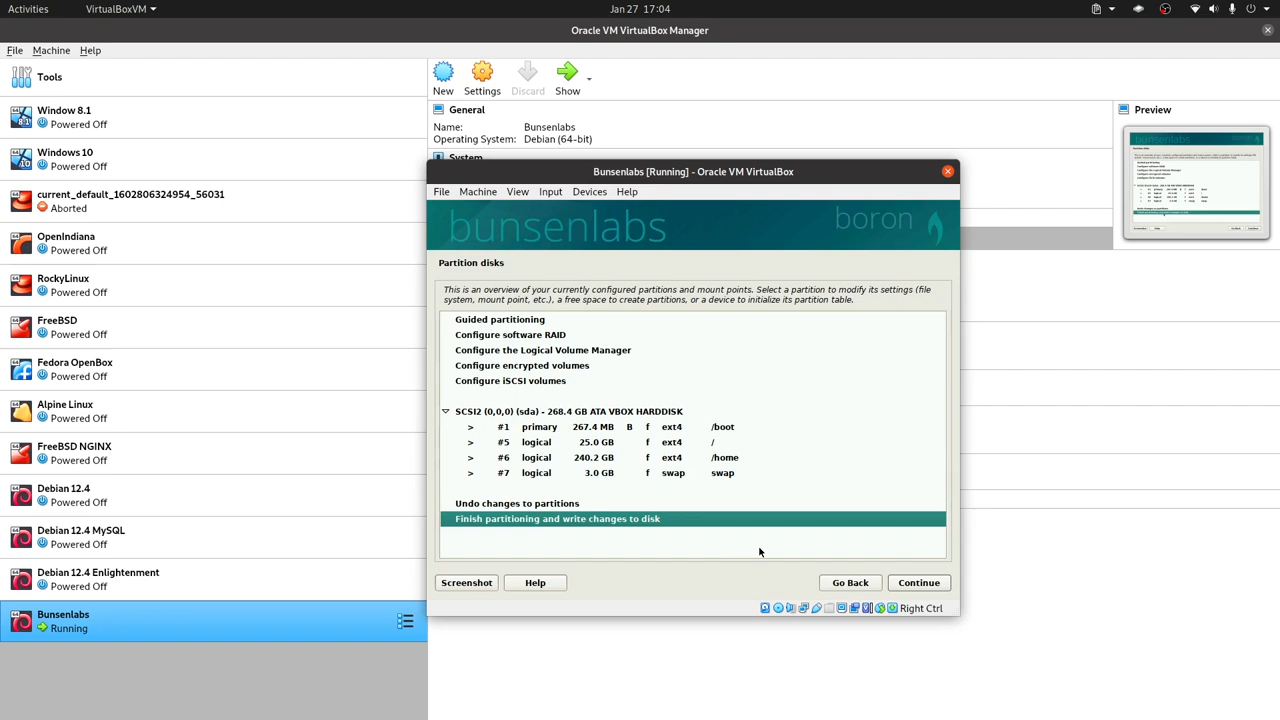 Activities VirtualBoxVM Jan 27 17:04
Oracle VM VirtualBox Manager
File Machine Help
Tools
Window 8.1
Powered Off
Windows 10
Powered Off
current_default_1602806324954_56031
Aborted
OpenIndiana
Powered Off
RockyLinux
Powered Off
FreeBSD
Powered Off
Fedora OpenBox
Powered Off
Alpine Linux
Powered Off
FreeBSD NGINX
Powered Off
Debian 12.4
Powered Off
Debian 12.4 MySQL
Powered Off
Debian 12.4 Enlightenment
Powered Off
Bunsenlabs
Running
New Settings Discard Show
General
Name: Bunsenlabs
Operating System: Debian (64-bit)
System
Preview
Bunsenlabs [Running] - Oracle VM VirtualBox
File Machine View Input Devices Help
bunsenlabs boron
Partition disks
This is an overview of your currently configured partitions and mount points. Select a partition to modify its settings (file
system, mount point, etc.), a free space to create partitions, or a device to initialize its partition table.
Guided partitioning
Configure software RAID
Configure the Logical Volume Manager
Configure encrypted volumes
Configure iSCSI volumes
SCSI2 (0,0,0) (sda) - 268.4 GB ATA VBOX HARDDISK
> #1 primary 267.4 MB B f ext4 /boot
> #5 logical 25.0 GB f ext4 /
> #6 logical 240.2 GB f ext4 /home
> #7 logical 3.0 GB f swap swap
Undo changes to partitions
Finish partitioning and write changes to disk
Screenshot Help Go Back Continue
Right Ctrl